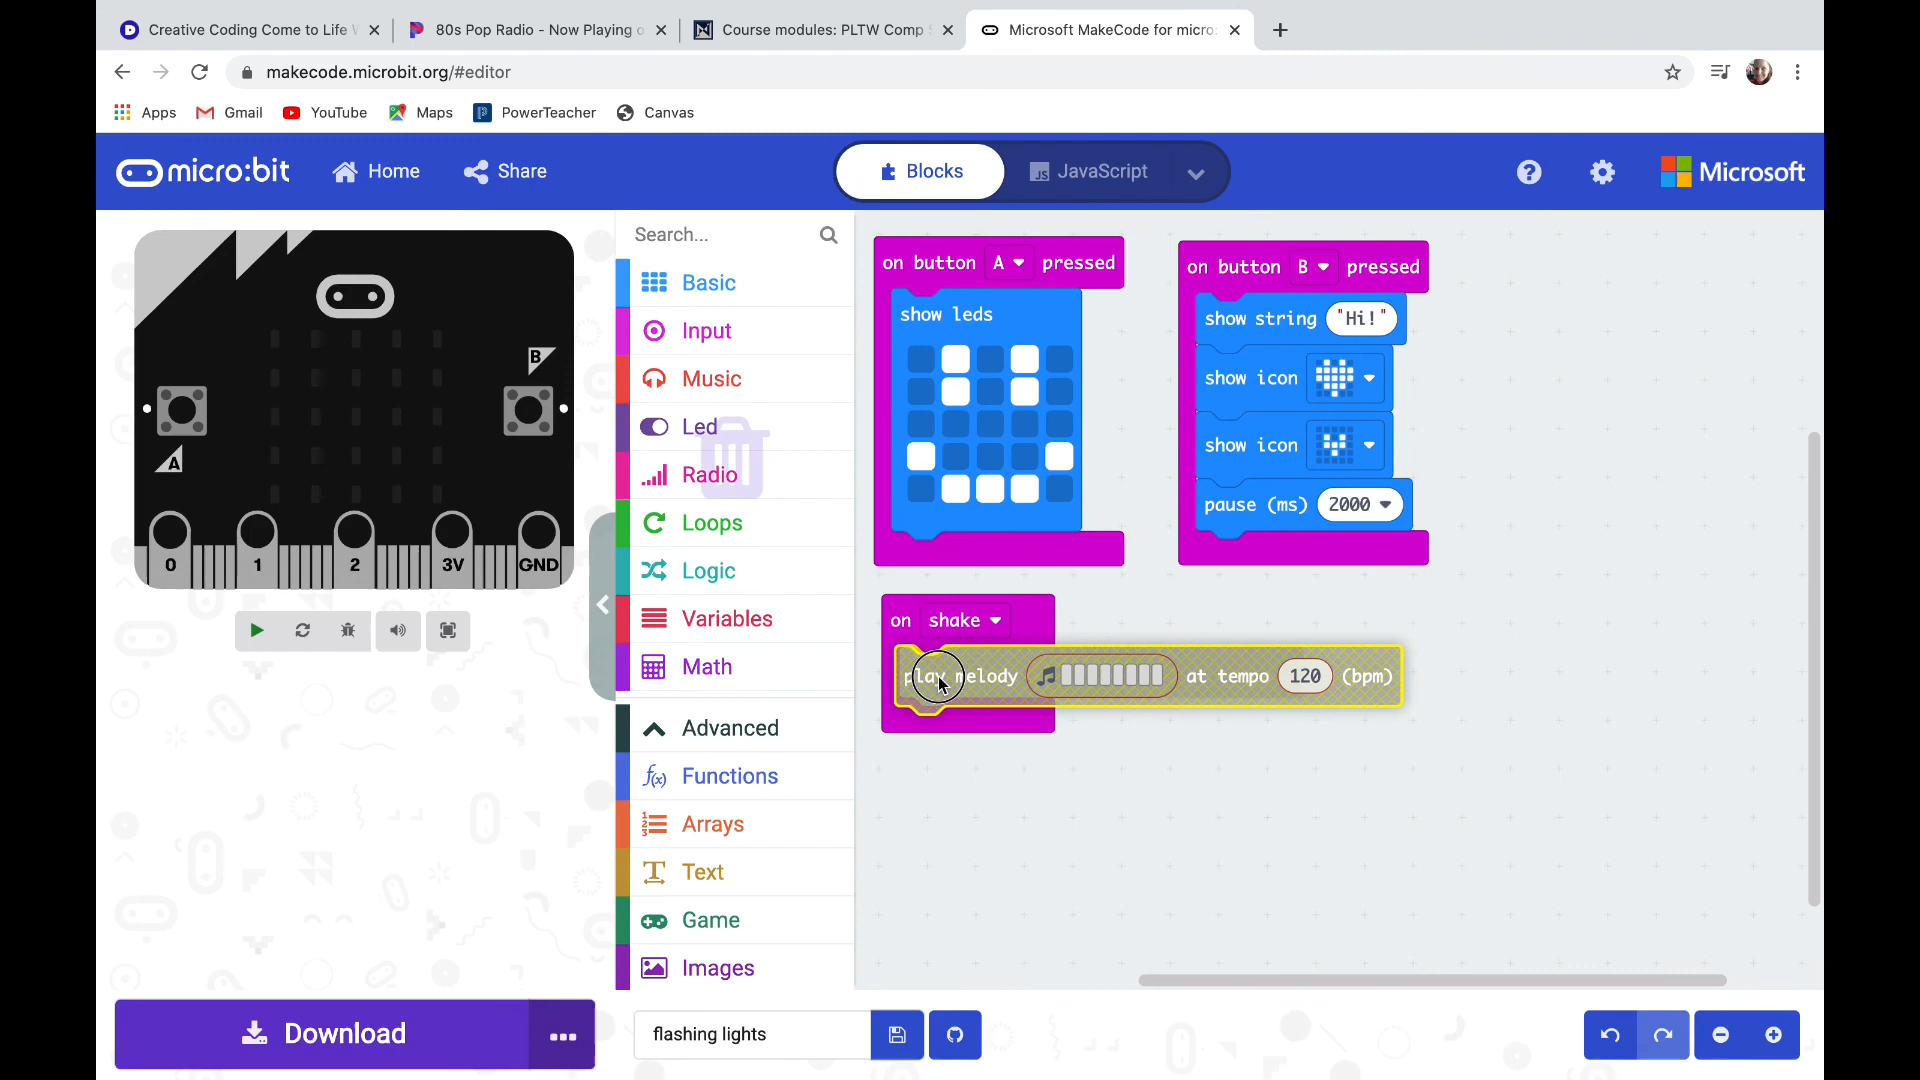 Creative Coding Come to Life W
80s Pop Radio - Now Playing o
Course modules: PLTW Comp S
Microsoft MakeCode for micro:
makecode.microbit.org/#editor
Apps
Gmail
YouTube
Maps
PowerTeacher
Canvas
micro:bit
Home
Share
Blocks
JS
JavaScript
Microsoft
B
A
0
1
2
3V
GND
Search...
Basic
Input
Music
Led
Radio
Loops
Logic
Variables
Math
Advanced
Functions
Arrays
Text
Game
Images
on button A pressed
show leds
on button B pressed
show string "Hi!"
show icon
show icon
pause (ms) 2000
on shake
play melody at tempo 120 (bpm)
Download
flashing lights